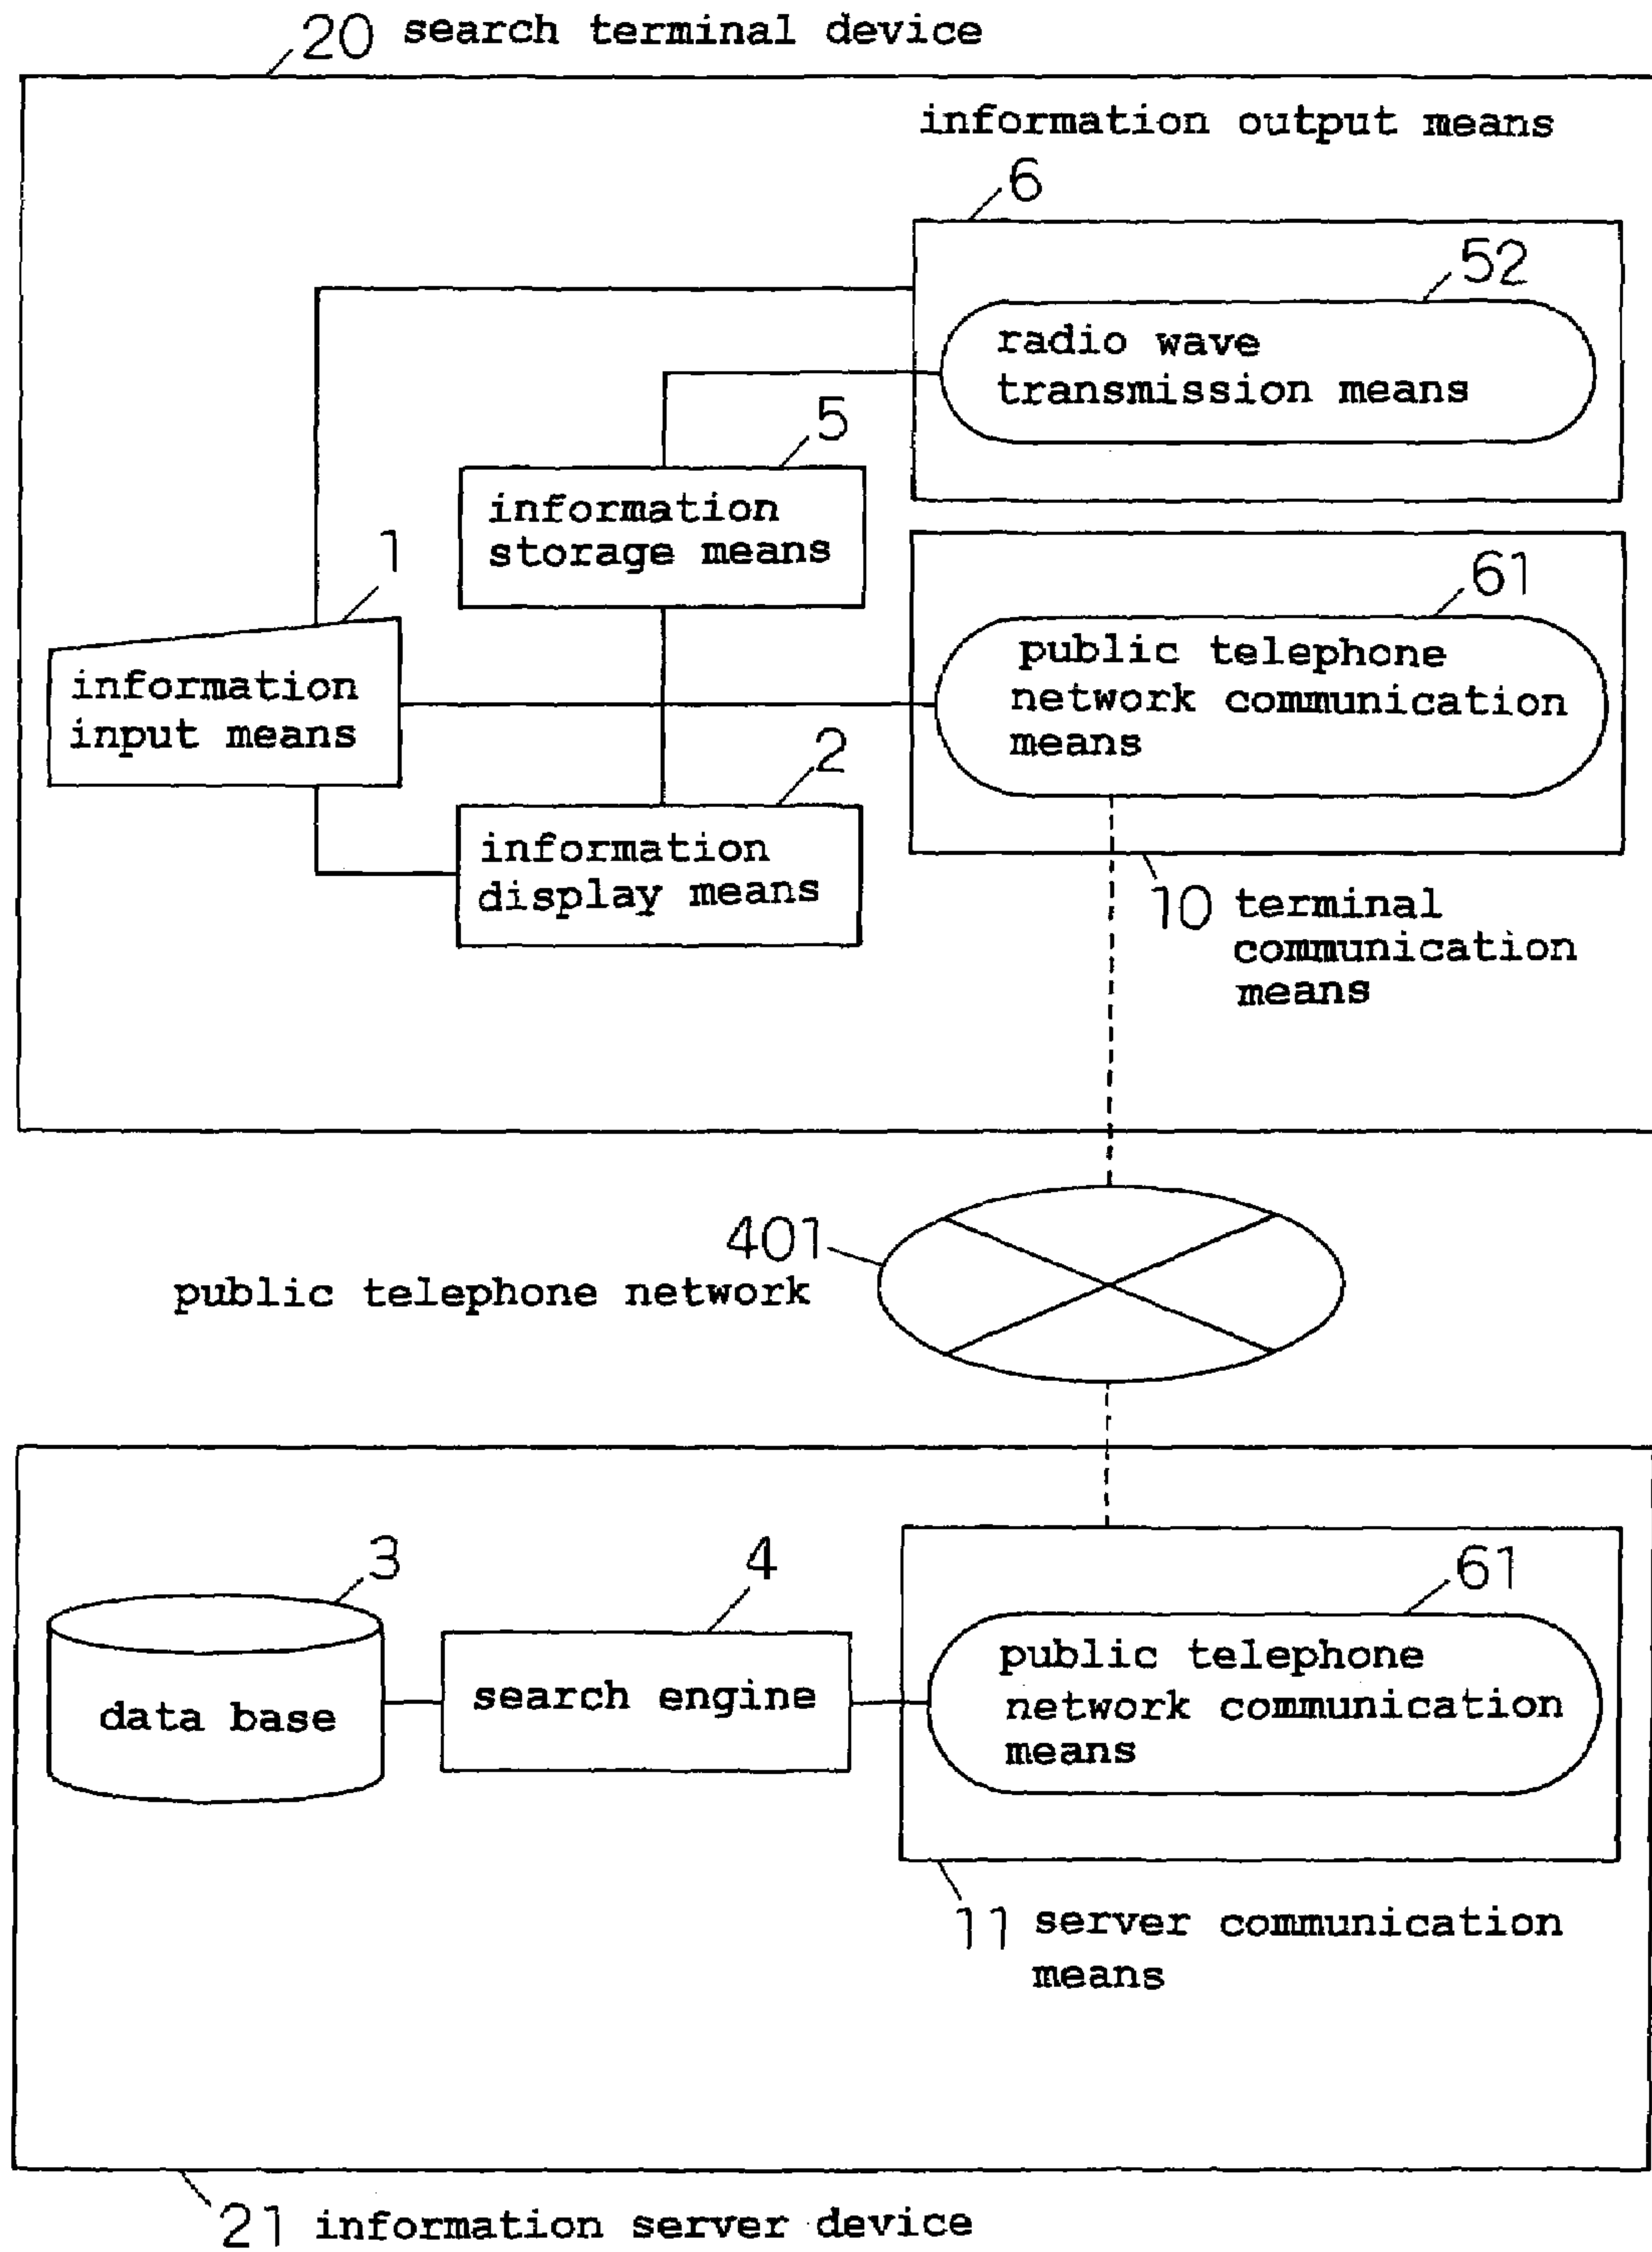 20 search terminal device
information output means
6
52
radio wave
transmission means
5
information
storage means
1
information
input means
61
public telephone
network communication
means
2
information
display means
10 terminal
communication
means
401
public telephone network
3
data base
4
search engine
61
public telephone
network communication
means
11 server communication
means
21 information server device